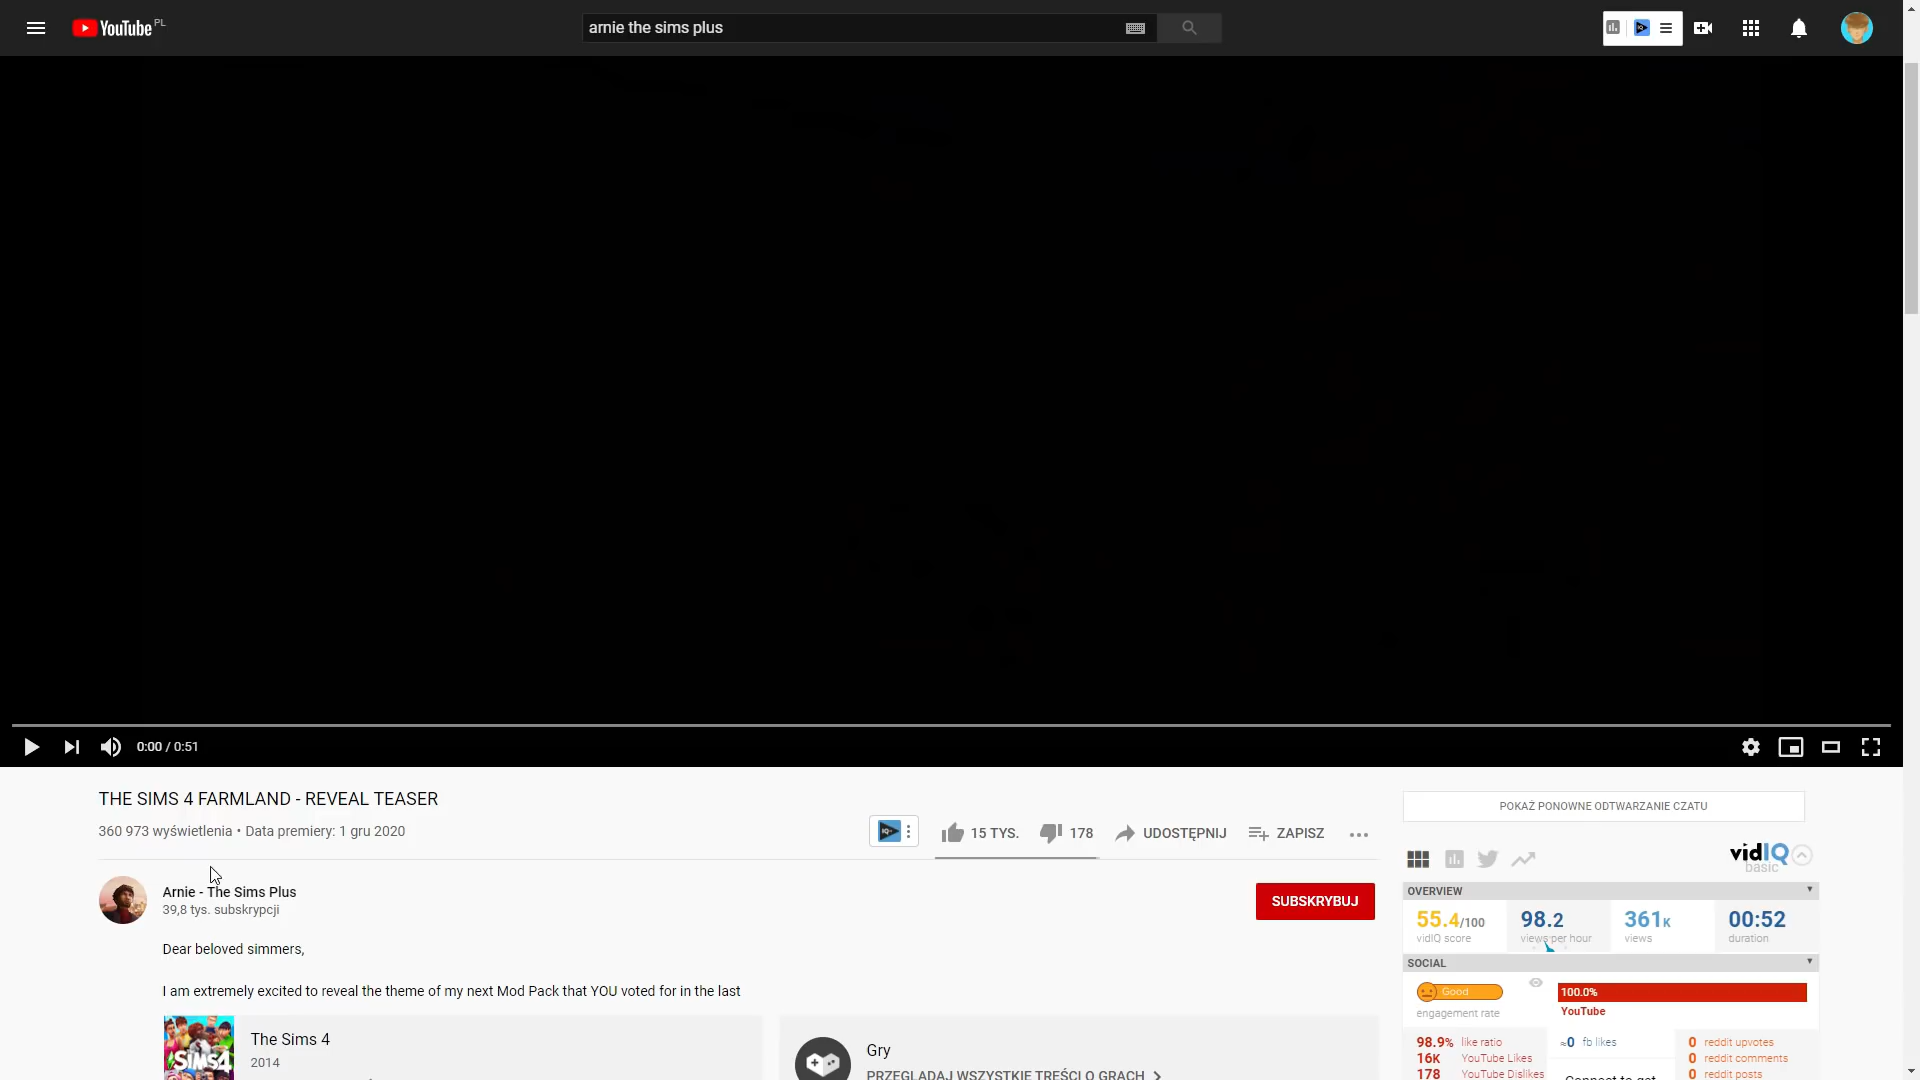 YouTube PL
arnie the sims plus
0:00 / 0:51
THE SIMS 4 FARMLAND - REVEAL TEASER
360 973 wyświetlenia • Data premiery: 1 gru 2020
15 TYS.
178
UDOSTĘPNIJ
ZAPISZ
Arnie - The Sims Plus
39,8 tys. subskrypcji
SUBSKRYBUJ
Dear beloved simmers,
I am extremely excited to reveal the theme of my next Mod Pack that YOU voted for in the last
SIMS4
The Sims 4
2014
Gry
PRZEGLĄDAJ WSZYSTKIE TREŚCI O GRACH
POKAŻ PONOWNE ODTWARZANIE CZATU
vidIQ
basic
OVERVIEW
55.4/100
vidIQ score
98.2
views per hour
361K
views
00:52
duration
SOCIAL
Good
engagement rate
100.0%
YouTube
98.9% like ratio
16K YouTube Likes
178 YouTube Dislikes
≈0 fb likes
Connect to get
0 reddit upvotes
0 reddit comments
0 reddit posts